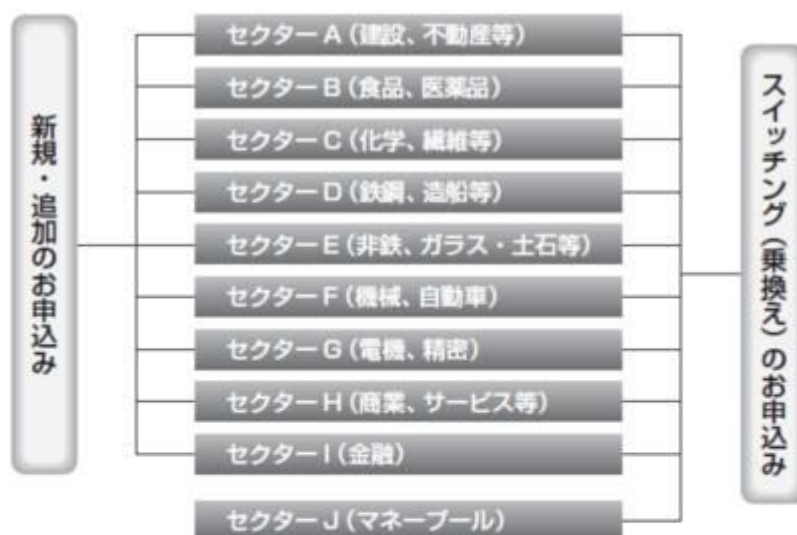 新規・追加のお申込み
セクターA(建設、不動産等)
セクターB(食品、医薬品)
セクターC(化学、繊維等)
セクターD(鉄鋼、造船等)
セクターE(非鉄、ガラス・土石等)
セクターF(機械、自動車)
セクターG(電機、精密)
セクターH(商業、サービス等)
セクターI(金融)
セクターJ(マネープール)
スイッチング(乗換え)のお申込み